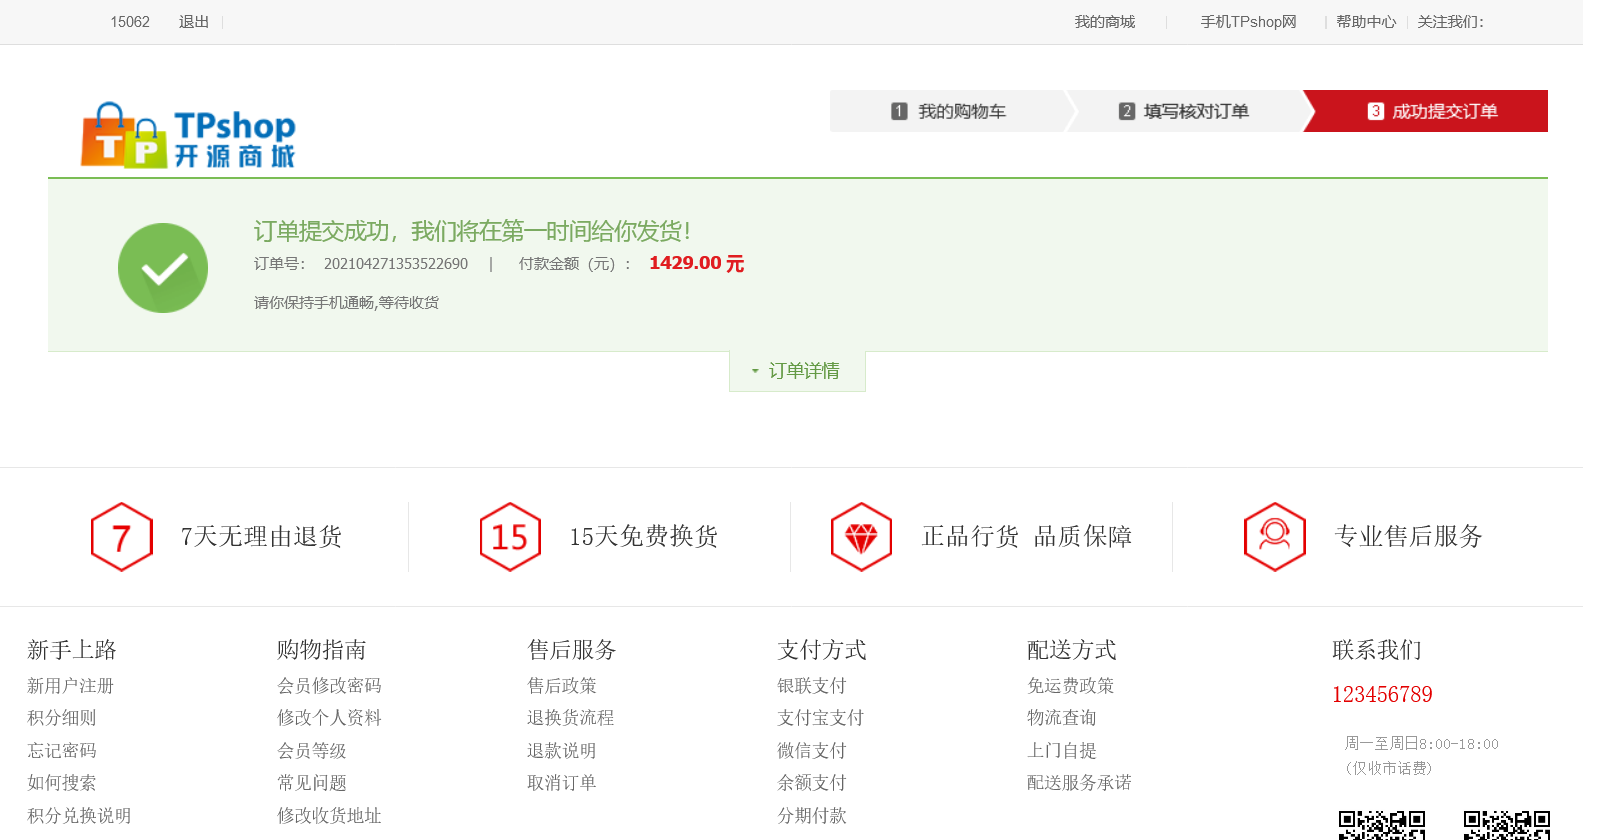 15062 退出
我的商城 手机TPshop网 帮助中心 关注我们：
TPshop
开源商城
TP
1 我的购物车 2 填写核对订单 3 成功提交订单
订单提交成功，我们将在第一时间给你发货！
订单号： 202104271353522690 | 付款金额（元）： 1429.00 元
请你保持手机通畅,等待收货
订单详情
7 7天无理由退货 15 15天免费换货 正品行货 品质保障 专业售后服务
新手上路
新用户注册
积分细则
忘记密码
如何搜索
积分兑换说明
购物指南
会员修改密码
修改个人资料
会员等级
常见问题
修改收货地址
售后服务
售后政策
退换货流程
退款说明
取消订单
支付方式
银联支付
支付宝支付
微信支付
余额支付
分期付款
配送方式
免运费政策
物流查询
上门自提
配送服务承诺
联系我们
123456789
周一至周日8:00-18:00
(仅收市话费)